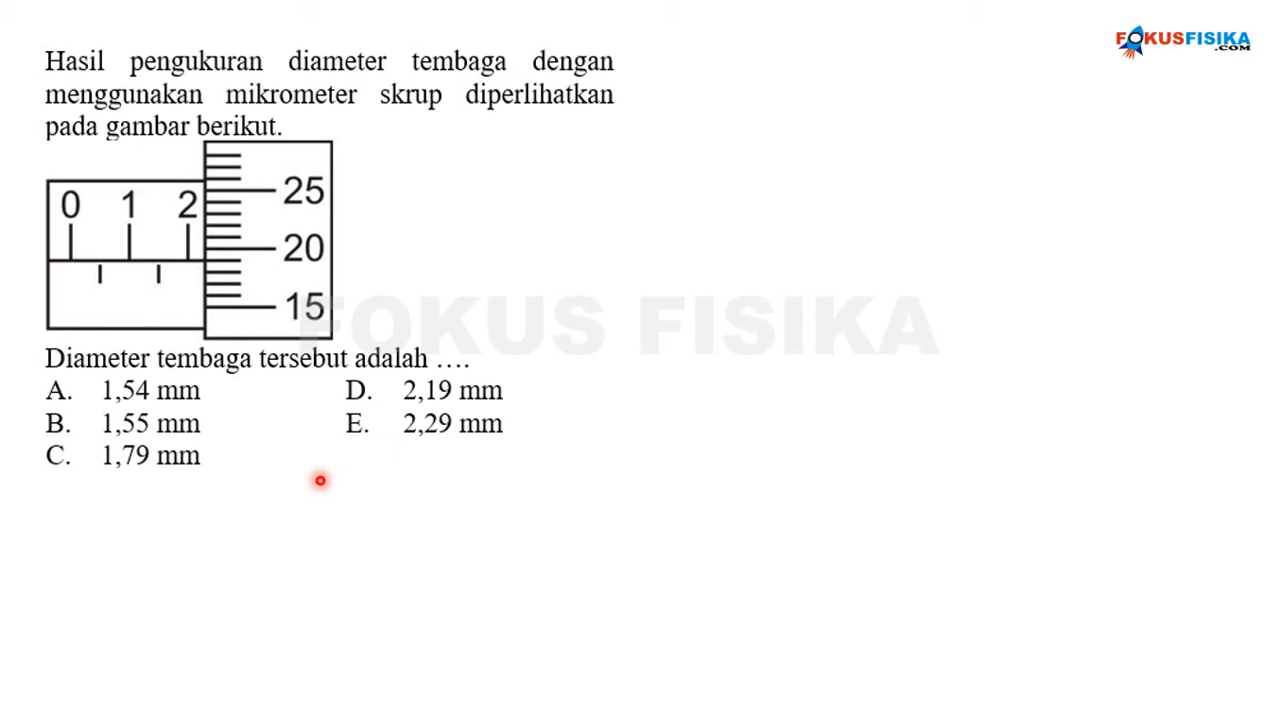 FOKUSFISIKA
.COM
Hasil pengukuran diameter tembaga dengan
menggunakan mikrometer skrup diperlihatkan
pada gambar berikut.
0 1 2
25
20
15
FOKUS FISIKA
Diameter tembaga tersebut adalah ….
A. 1,54 mm D. 2,19 mm
B. 1,55 mm E. 2,29 mm
C. 1,79 mm